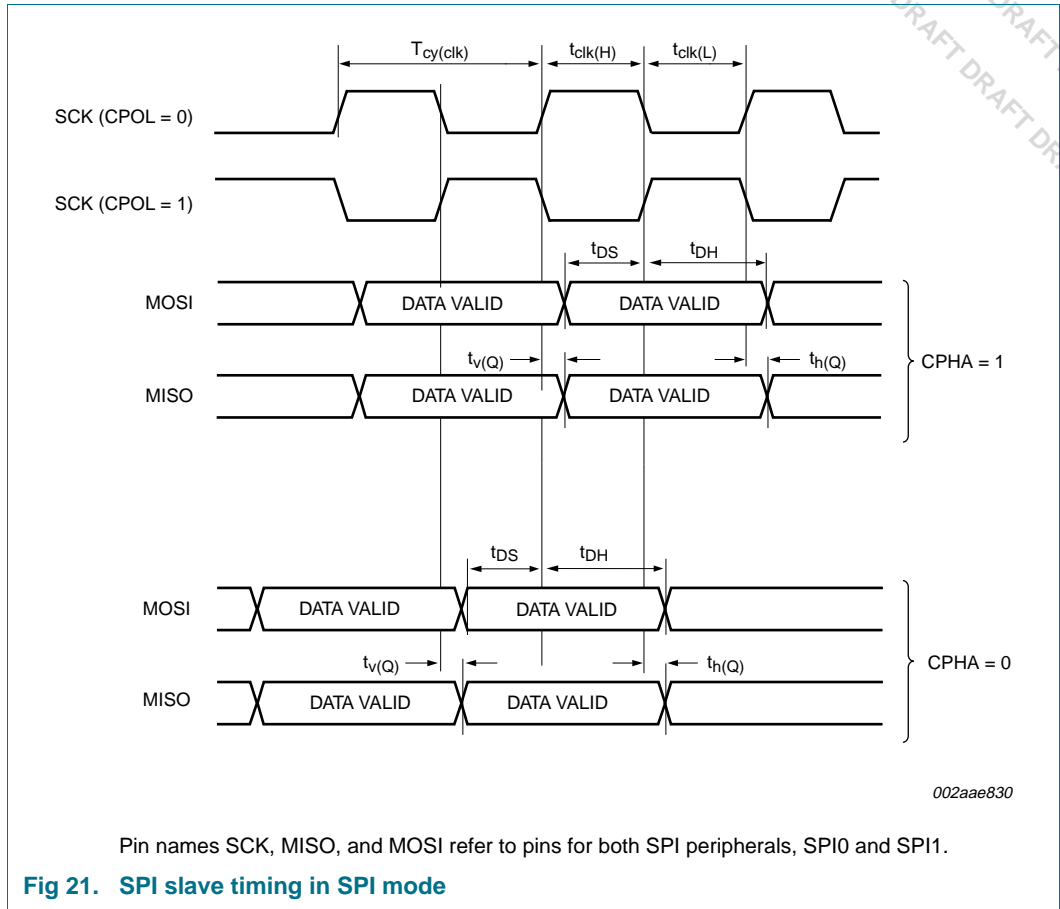 DRAFT DRAFT DRAFT
DRAFT
Tcy(clk) tclk(H) tclk(L)
SCK (CPOL = 0)
SCK (CPOL = 1)
tDS tDH
MOSI DATA VALID DATA VALID
tv(Q) th(Q)
CPHA = 1
MISO DATA VALID DATA VALID
tDS tDH
MOSI DATA VALID DATA VALID
tv(Q) th(Q)
CPHA = 0
MISO DATA VALID DATA VALID
002aae830
Pin names SCK, MISO, and MOSI refer to pins for both SPI peripherals, SPI0 and SPI1.
Fig 21. SPI slave timing in SPI mode